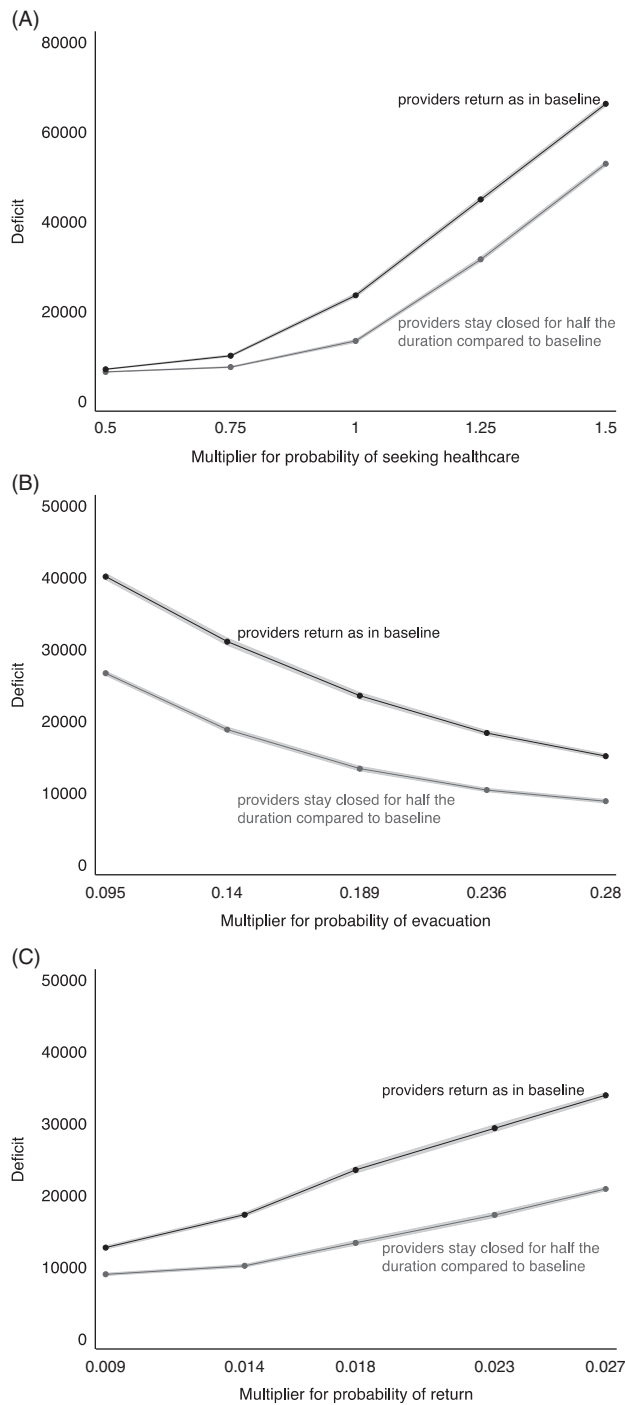 (A)
80000
60000
40000
20000
0
Deficit
providers return as in baseline
providers stay closed for half the
duration compared to baseline
0.5 0.75 1 1.25 1.5
Multiplier for probability of seeking healthcare
(B)
50000
40000
30000
20000
10000
0
Deficit
providers return as in baseline
providers stay closed for half the
duration compared to baseline
0.095 0.14 0.189 0.236 0.28
Multiplier for probability of evacuation
(C)
50000
40000
30000
20000
10000
0
Deficit
providers return as in baseline
providers stay closed for half the
duration compared to baseline
0.009 0.014 0.018 0.023 0.027
Multiplier for probability of return